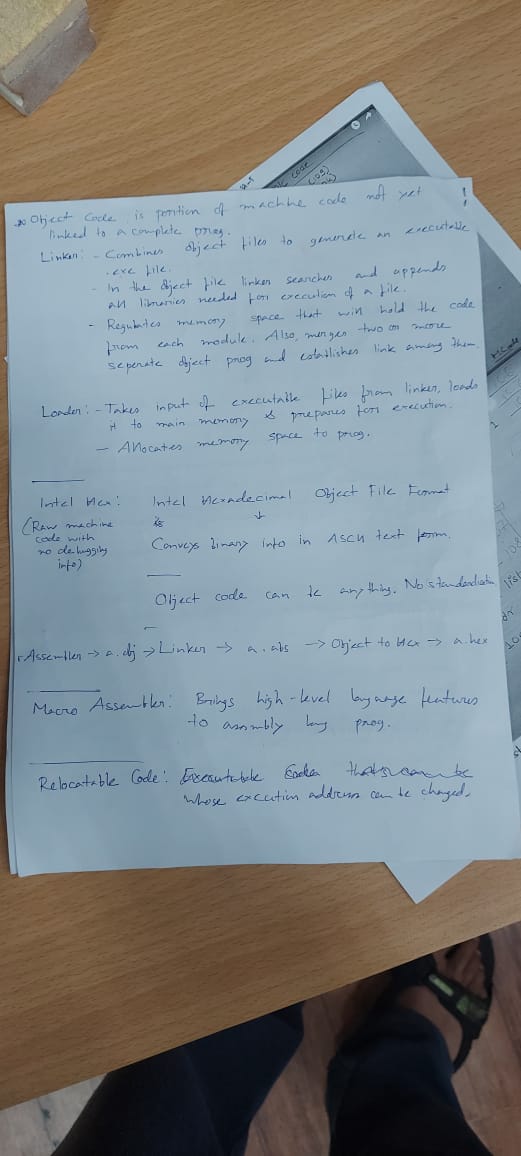 Object Code is portion of machine code not yet
linked to a complete prog.
Linker: - Combines object files to generate an executable
.exe file.
- In the object file linker searches and appends
all libraries needed for execution of a file.
- Regulates memory space that will hold the code
from each module. Also, merges two or more
seperate object prog and establishes link among them.
Loader: - Takes input of executable files from linker, loads
it to main memory & prepares for execution.
- Allocates memory space to prog.
Intel Hex: Intel Hexadecimal Object File Format
(Raw machine
code with
no debugging
info)
Conveys binary into in ASCII text form.
Object code can be anything. No standardisation
Assembler → a.obj → Linker → a.abs → Object to Hex → a.hex
Macro Assembler: Brings high-level language features
to assmbly lang prog.
Relocatable Code: Executable Code
whose excution address can be changed.